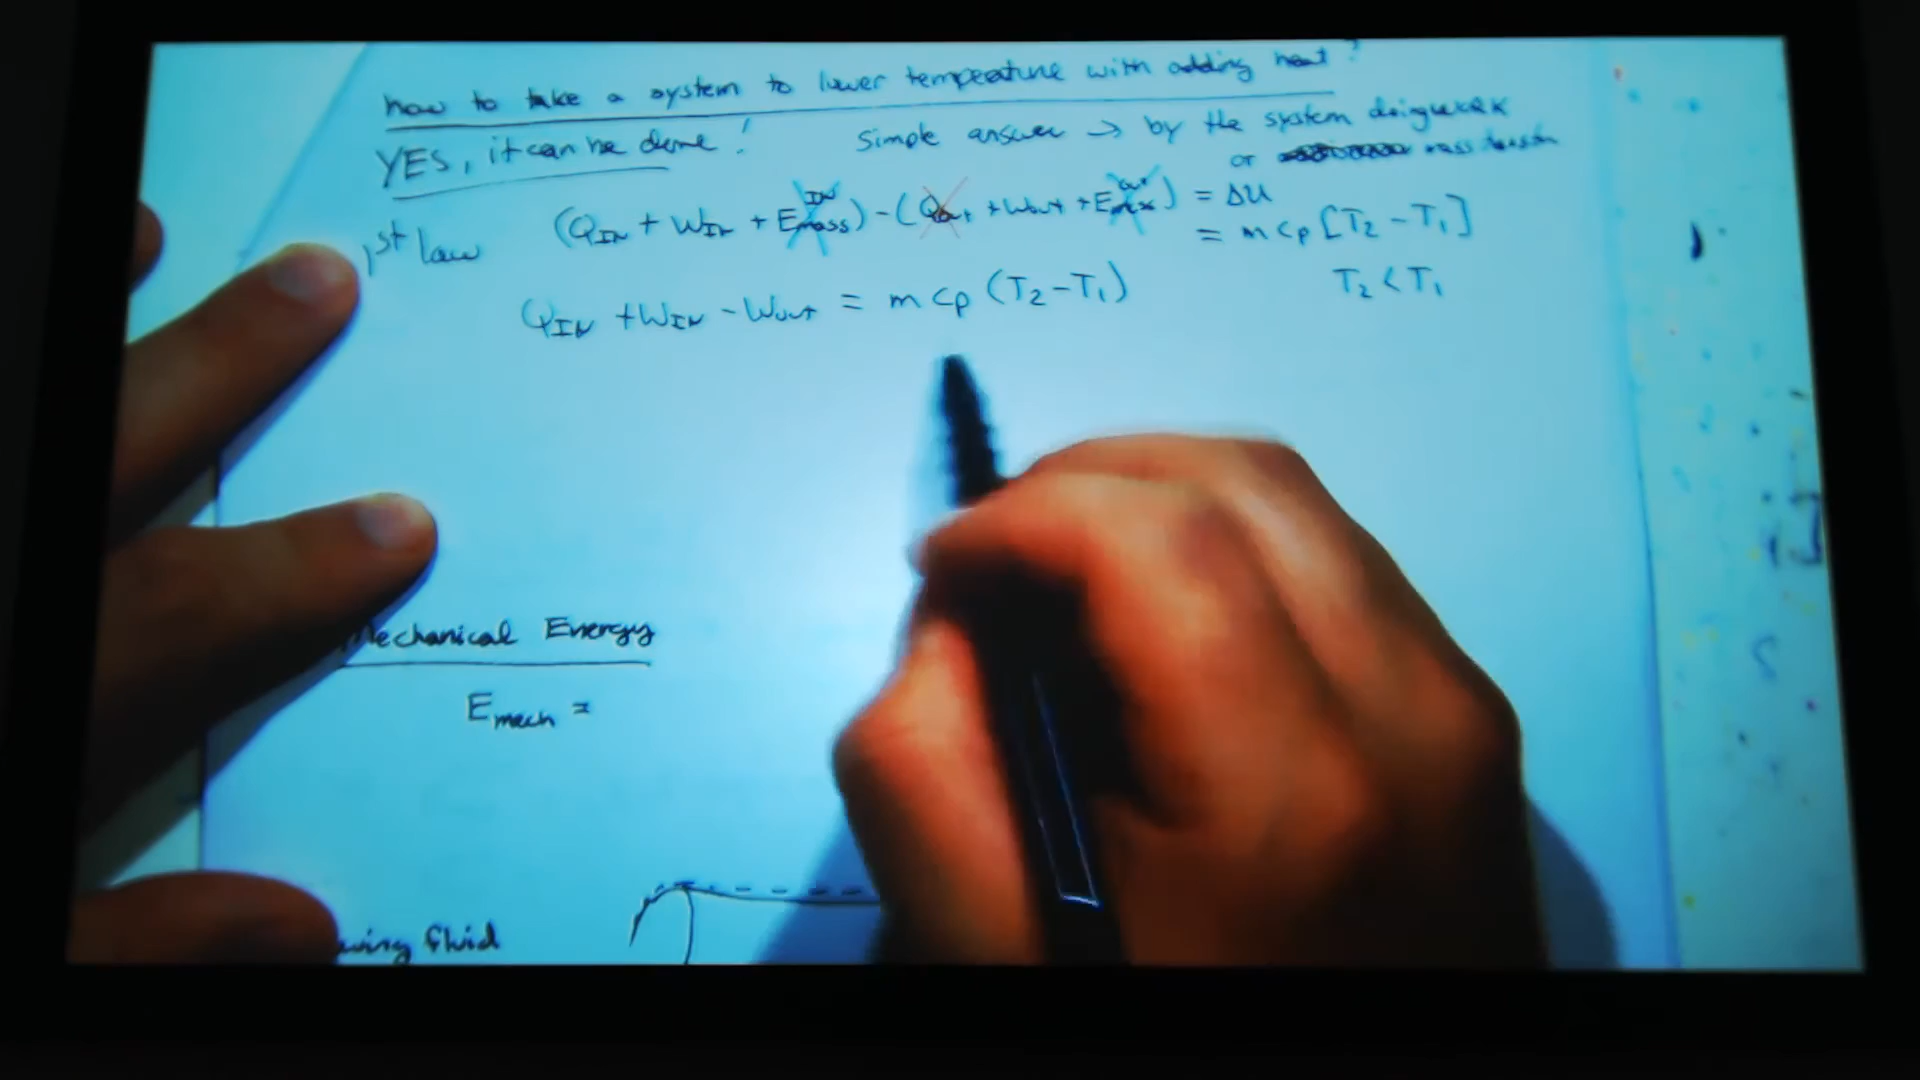 how to take a system to lower temperature with adding heat?
YES, it can be done! Simple answer → by the system doing work
or mass transfer
1st law (QIN + WIN + Emass IN) - (Qout + Wout + Emass out) = ΔU
= m cp [T2 - T1]
QIN + WIN - Wout = m cp (T2 - T1) T2 < T1
Mechanical Energy
Emech =
fluid